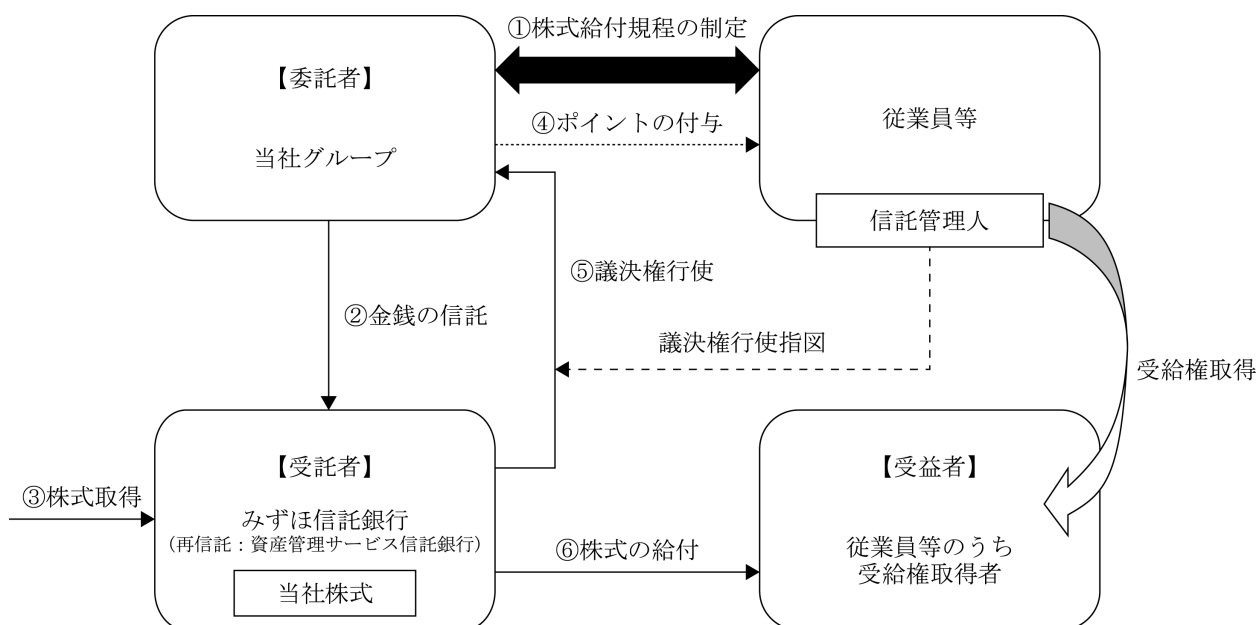 ①株式給付規程の制定
【委託者】
当社グループ
④ポイントの付与
従業員等
信託管理人
⑤議決権行使
②金銭の信託
議決権行使指図
受給権取得
③株式取得
【受託者】
みずほ信託銀行
(再信託：資産管理サービス信託銀行)
当社株式
⑥株式の給付
【受益者】
従業員等のうち
受給権取得者